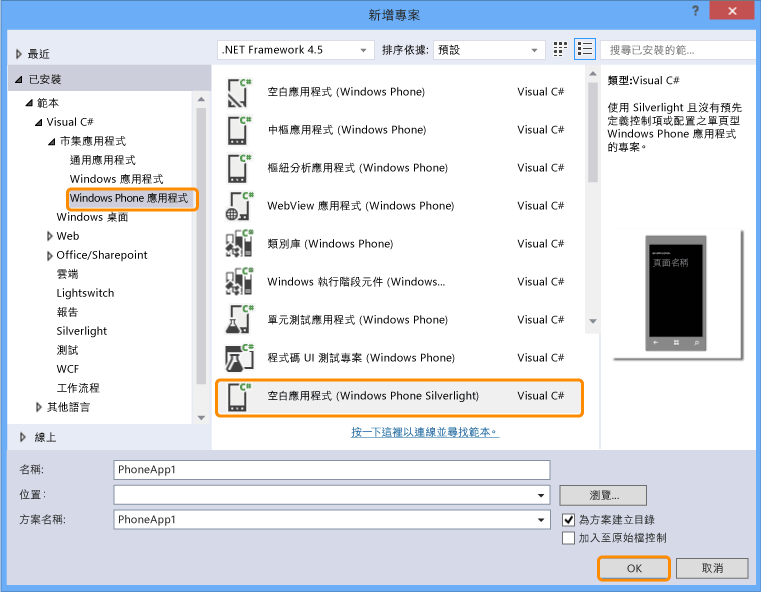 新增專案
?
最近
.NET Framework 4.5
排序依據:
預設
搜尋已安裝的範...
已安裝
範本
Visual C#
市集應用程式
通用應用程式
Windows 應用程式
Windows Phone 應用程式
Windows 桌面
Web
Office/Sharepoint
雲端
Lightswitch
報告
Silverlight
測試
WCF
工作流程
其他語言
線上
空白應用程式 (Windows Phone)
Visual C#
中樞應用程式 (Windows Phone)
Visual C#
樞紐分析應用程式 (Windows Phone)
Visual C#
WebView 應用程式 (Windows Phone)
Visual C#
類別庫 (Windows Phone)
Visual C#
Windows 執行階段元件 (Windows...
Visual C#
單元測試應用程式 (Windows Phone)
Visual C#
程式碼 UI 測試專案 (Windows Phone)
Visual C#
空白應用程式 (Windows Phone Silverlight)
Visual C#
按一下這裡以連線並尋找範本。
類型:Visual C#
使用 Silverlight 且沒有預先
定義控制項或配置之單頁型
Windows Phone 應用程式
的專案。
頁面名稱
名稱:
PhoneApp1
位置:
瀏覽...
方案名稱:
PhoneApp1
為方案建立目錄
加入至原始檔控制
OK
取消